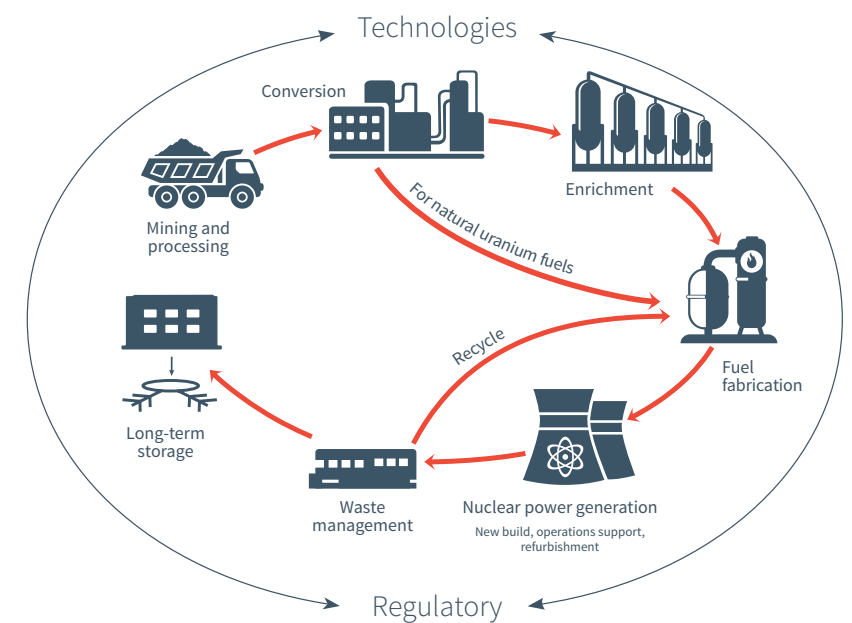 Technologies
Conversion
Enrichment
Mining and
processing
For natural uranium fuels
Recycle
Fuel
fabrication
Long-term
storage
Waste
management
Nuclear power generation
New build, operations support,
refurbishment
Regulatory